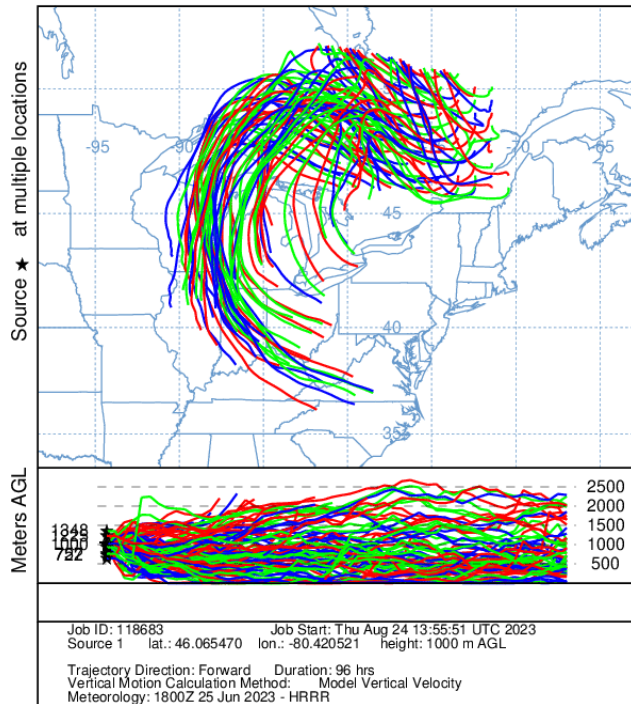 Source ★ at multiple locations
-95
-70
-65
45
45
40
35
Meters AGL
1348
1000
2500
2000
1500
1000
500
Job ID: 118683 Job Start: Thu Aug 24 13:55:51 UTC 2023
Source 1 lat.: 46.065470 lon.: -80.420521 height: 1000 m AGL
Trajectory Direction: Forward Duration: 96 hrs
Vertical Motion Calculation Method: Model Vertical Velocity
Meteorology: 1800Z 25 Jun 2023 - HRRR